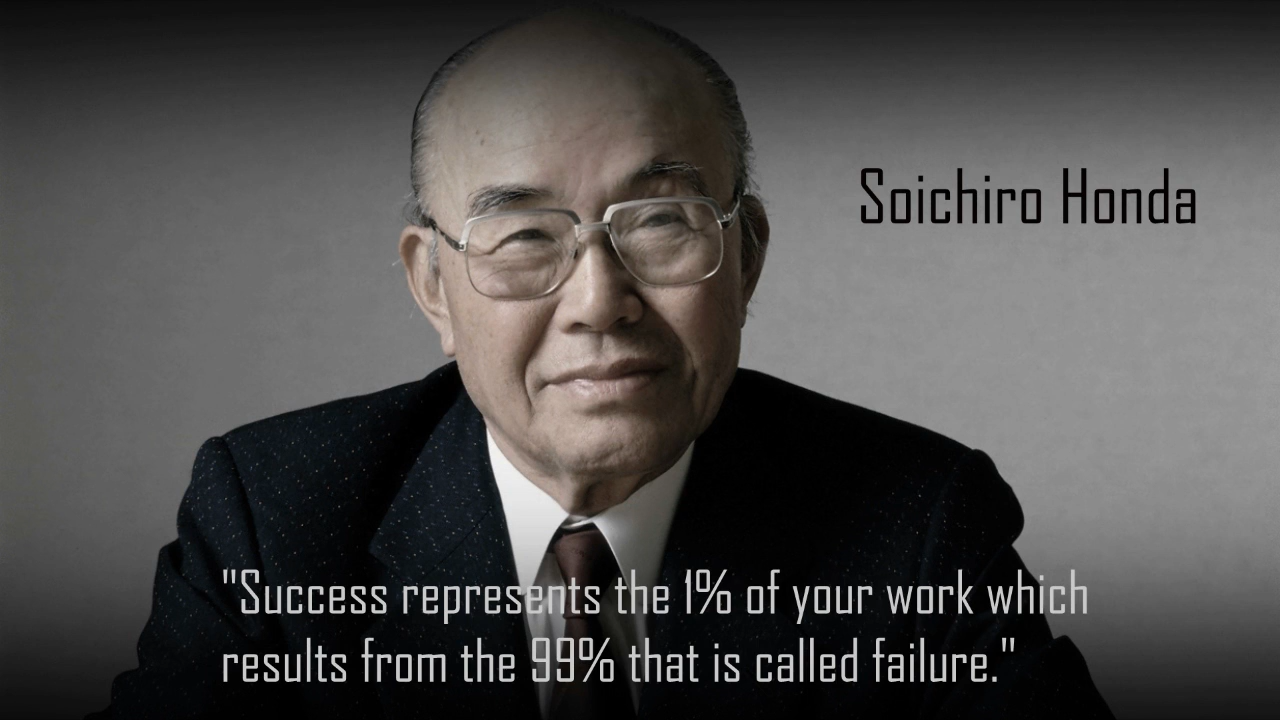 Soichiro Honda
"Success represents the 1% of your work which
results from the 99% that is called failure."